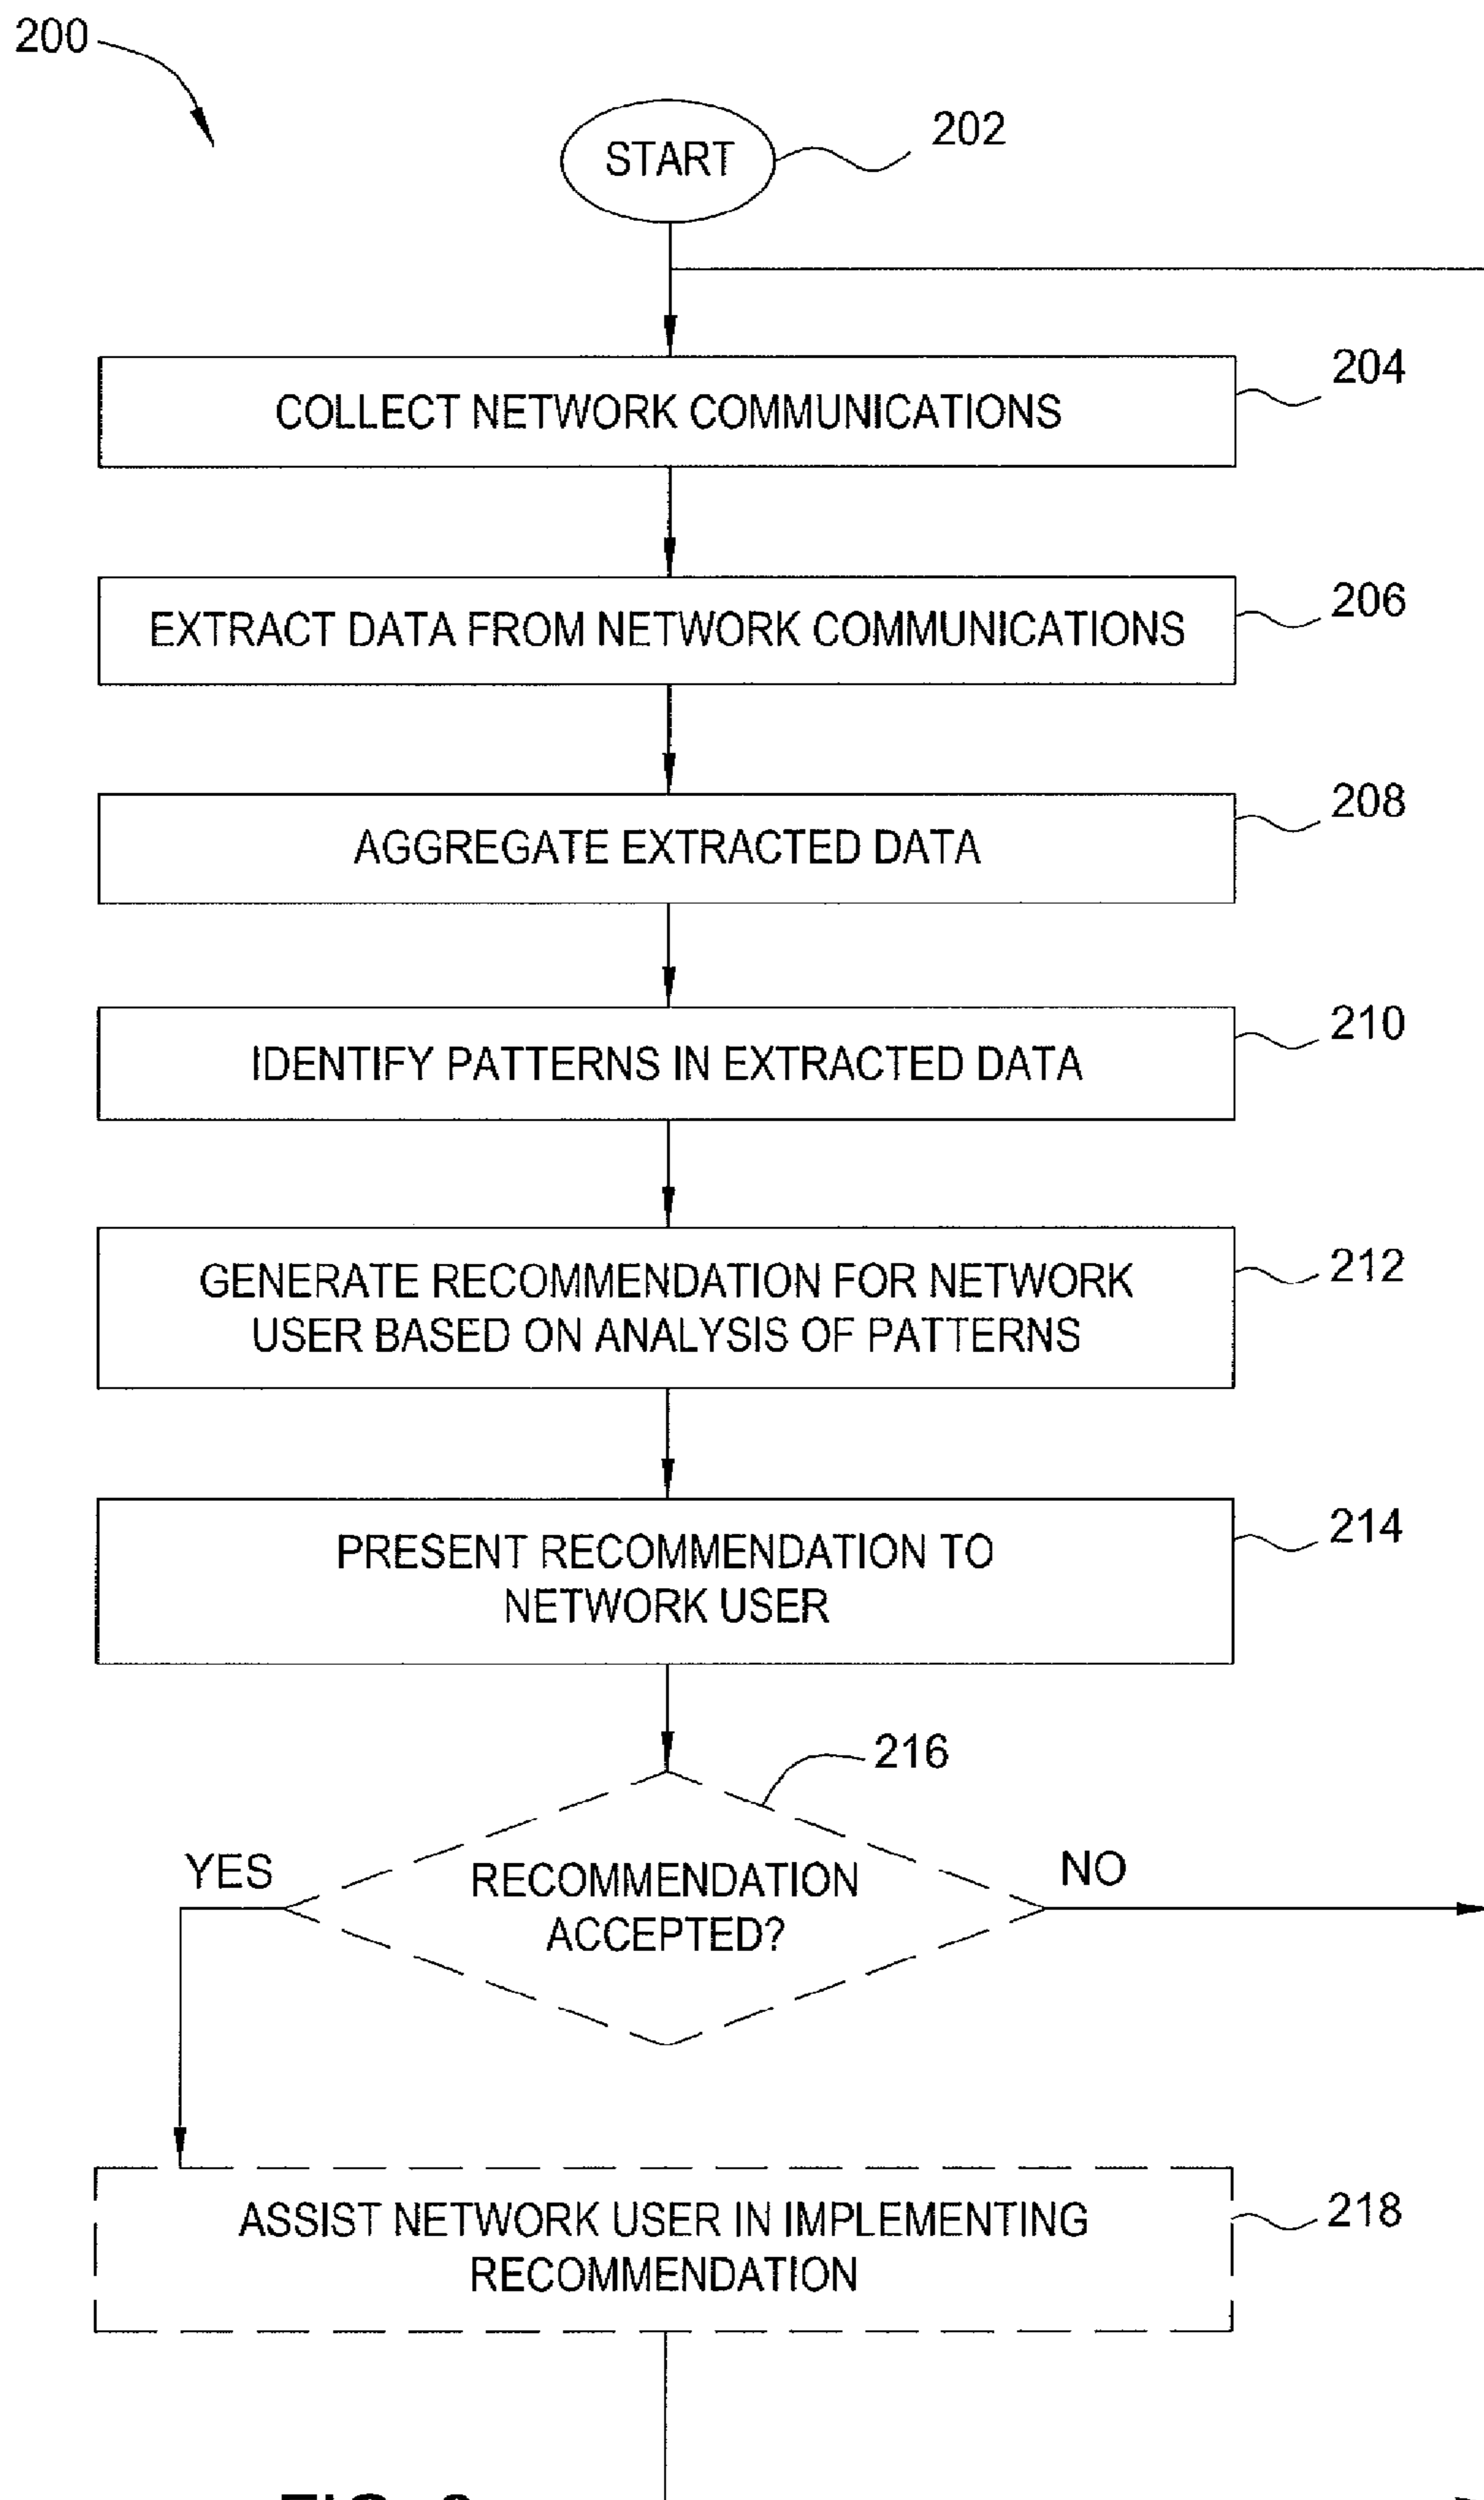 200
START
202
COLLECT NETWORK COMMUNICATIONS
204
EXTRACT DATA FROM NETWORK COMMUNICATIONS
206
AGGREGATE EXTRACTED DATA
208
IDENTIFY PATTERNS IN EXTRACTED DATA
210
GENERATE RECOMMENDATION FOR NETWORK
USER BASED ON ANALYSIS OF PATTERNS
212
PRESENT RECOMMENDATION TO
NETWORK USER
214
216
YES
RECOMMENDATION
ACCEPTED?
NO
ASSIST NETWORK USER IN IMPLEMENTING
RECOMMENDATION
218